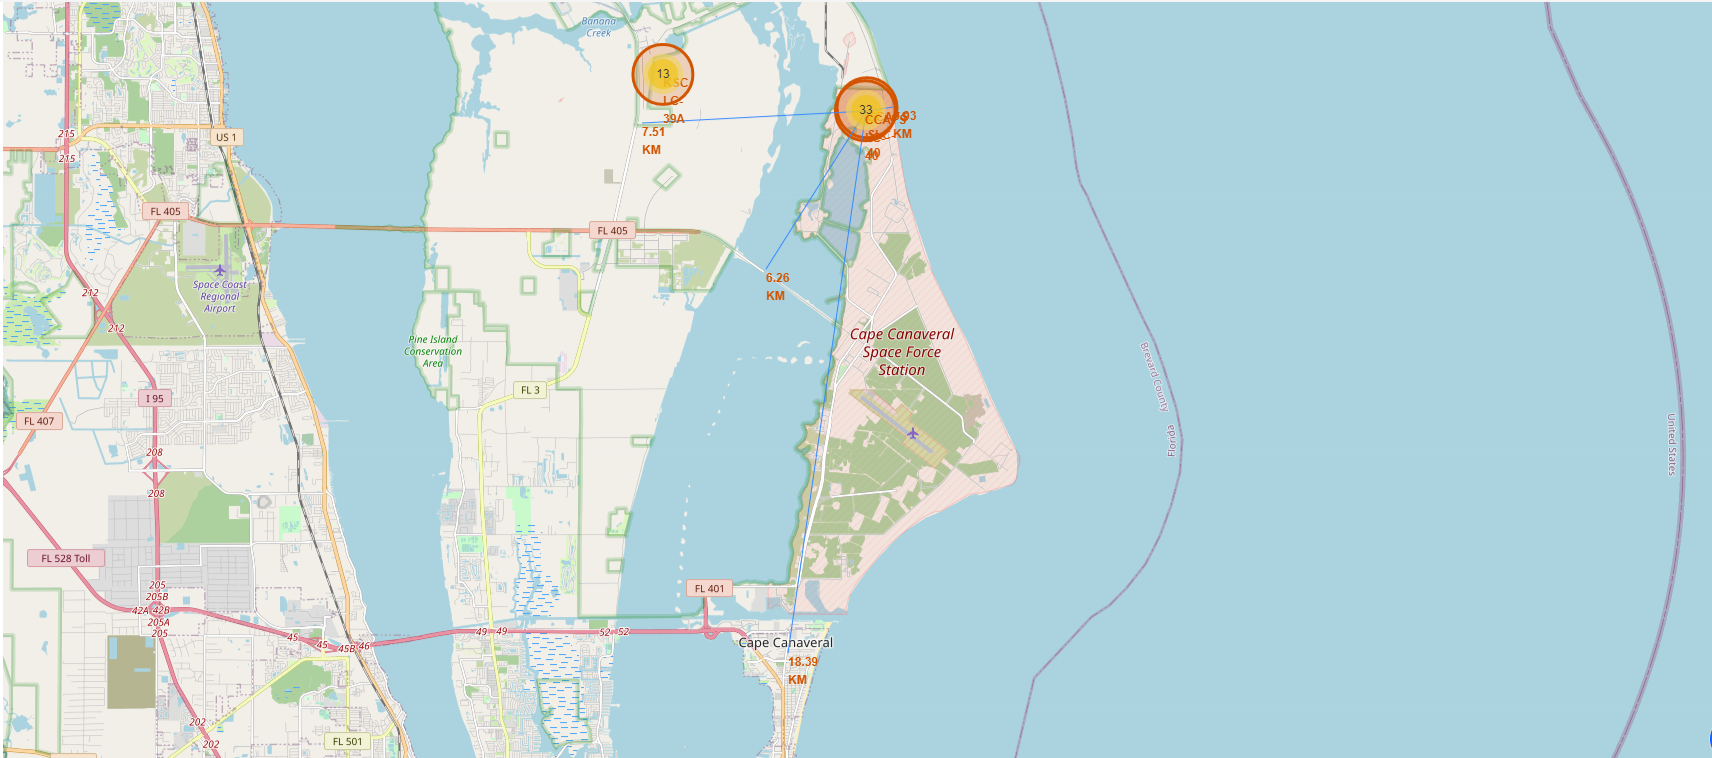 Banana
Creek
13
KSC
LC-
39A
33
7.51
KM
KM
40
215
215
US 1
FL 405
FL 405
6.26
KM
Space Coast
Regional
Airport
212
212
Pine Island
Conservation
Area
Cape Canaveral
Space Force
Station
Brevard County
Florida
United States
FL 3
I 95
FL 407
208
208
FL 528 Toll
205
205B
42A 42B
205A
205
FL 401
45
45
45B
46
49 49
52 52
Cape Canaveral
18.39
KM
202
202
FL 501